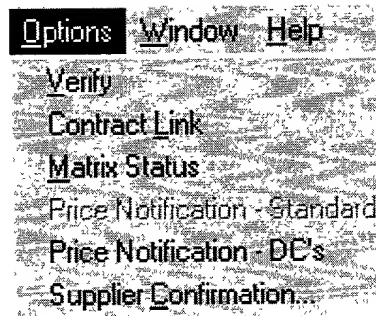 Options Window Help
Verify
Contract Link
Matrix Status
Price Notification - Standard
Price Notification - DC's
Supplier Confirmation...